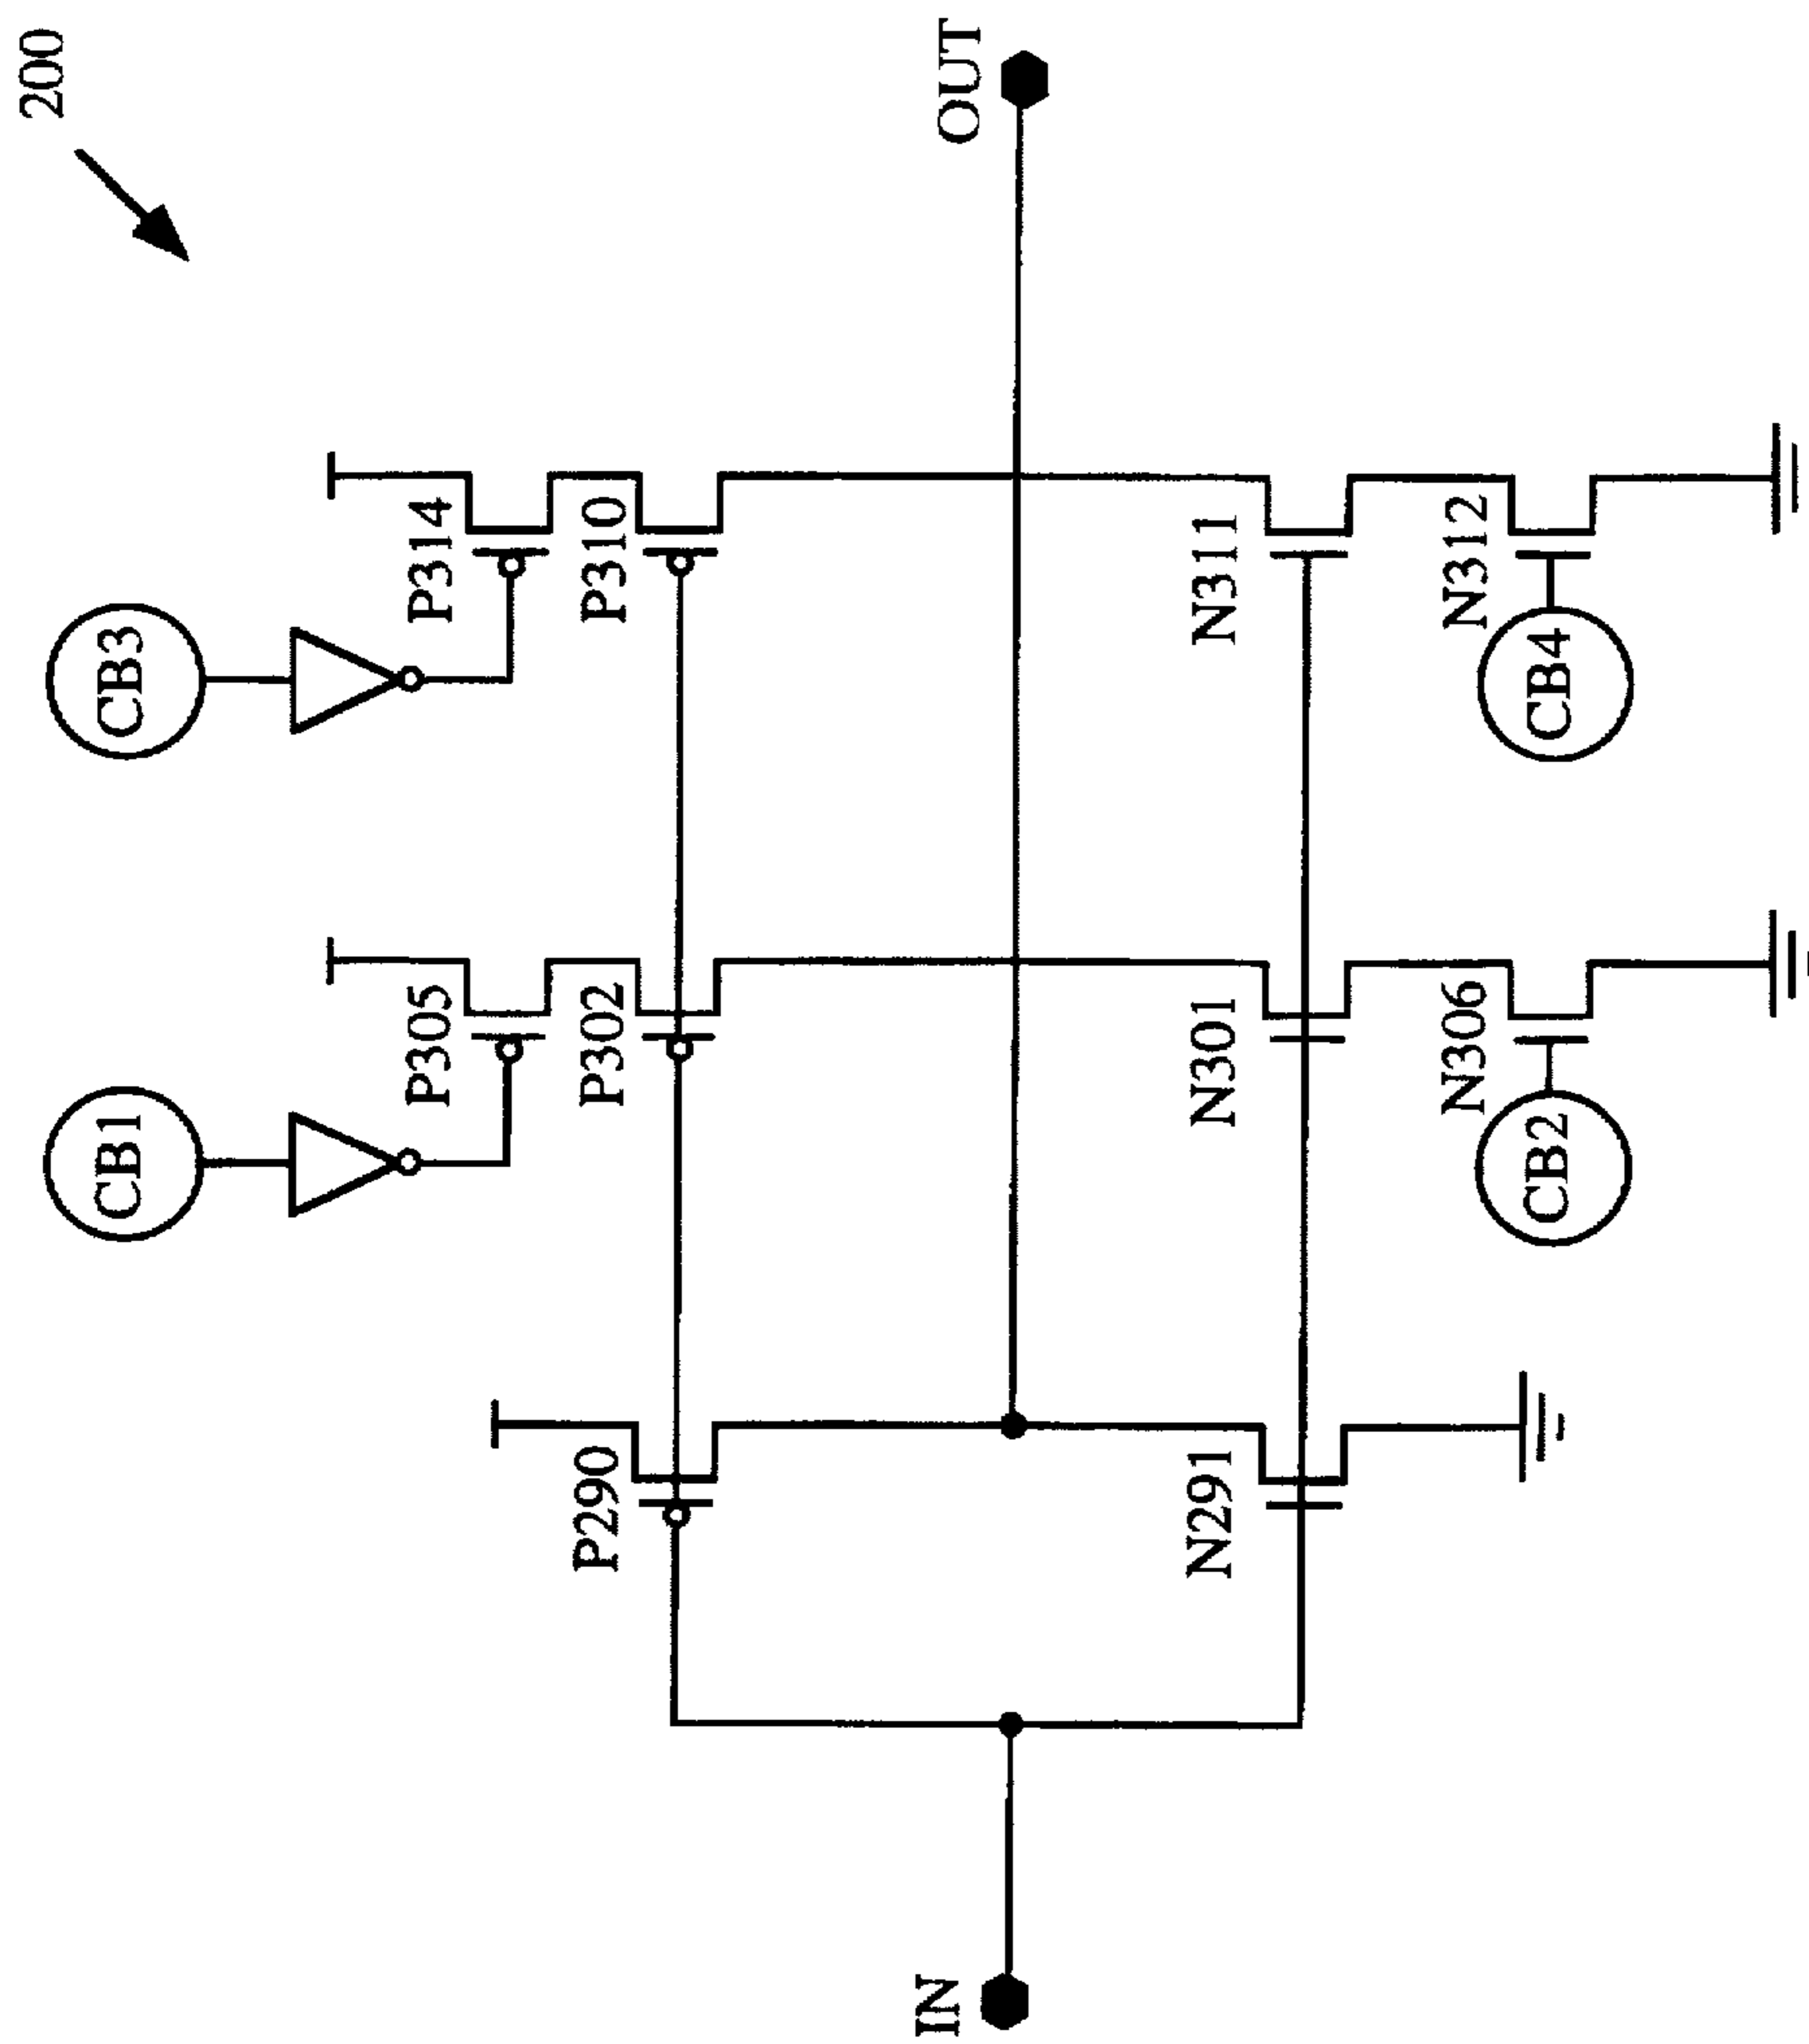 200
CB1
CB3
P305
P314
P290
P302
P310
IN
OUT
N291
N301
N311
N306
N312
CB2
CB4